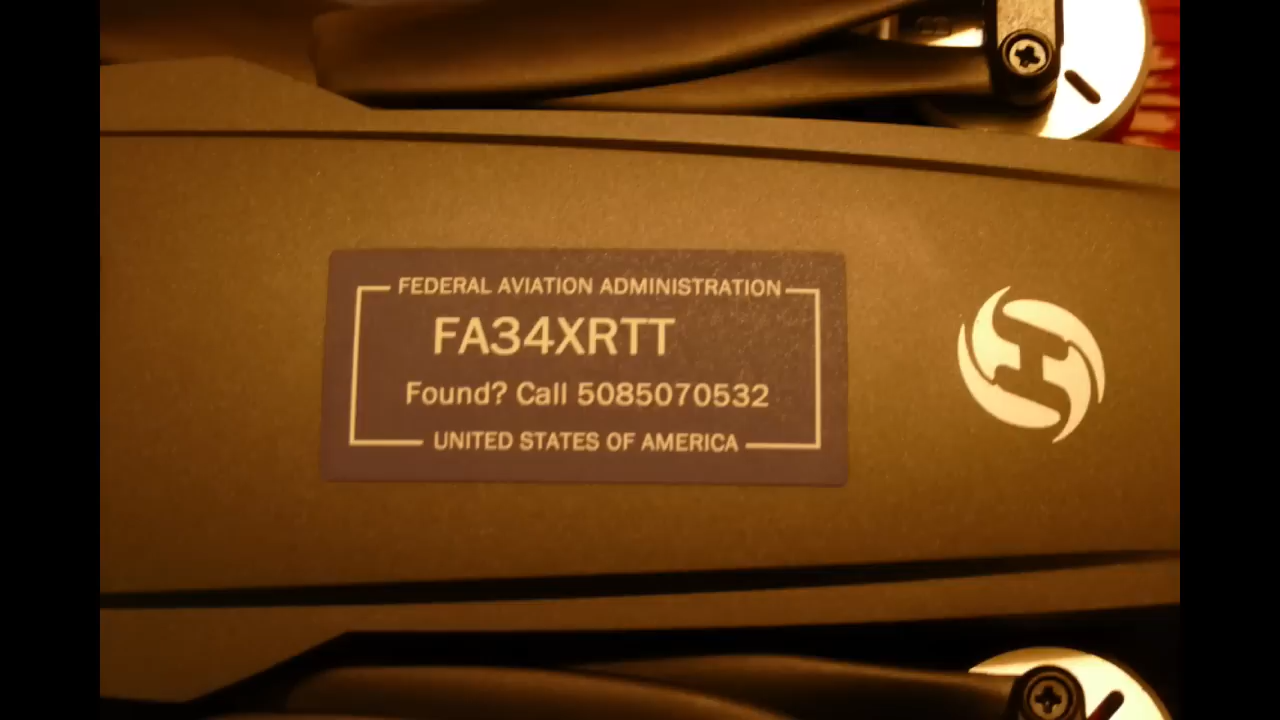 FEDERAL AVIATION ADMINISTRATION
FA34XRTT
Found? Call 5085070532
UNITED STATES OF AMERICA